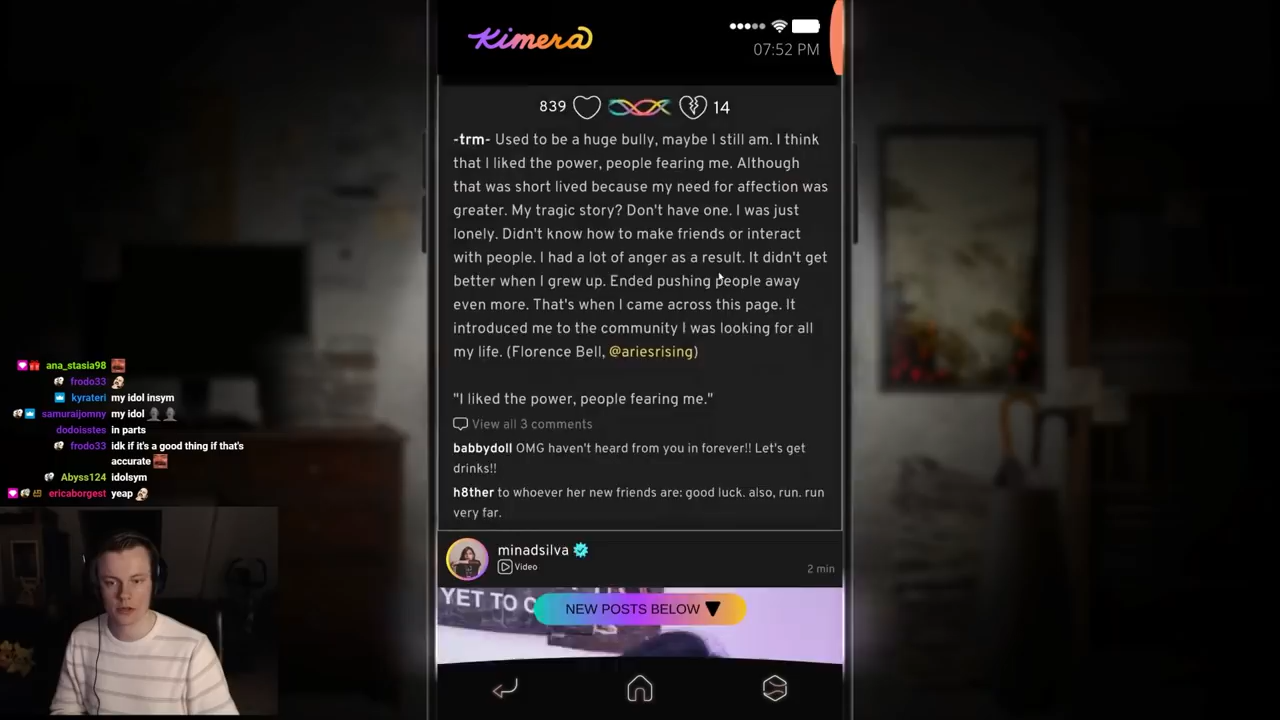 Kimera
07:52 PM
839
14
-trm- Used to be a huge bully, maybe I still am. I think
that I liked the power, people fearing me. Although
that was short lived because my need for affection was
greater. My tragic story? Don't have one. I was just
lonely. Didn't know how to make friends or interact
with people. I had a lot of anger as a result. It didn't get
better when I grew up. Ended pushing people away
even more. That's when I came across this page. It
introduced me to the community I was looking for all
my life. (Florence Bell, @ariesrising)
"I liked the power, people fearing me."
View all 3 comments
babbydoll OMG haven't heard from you in forever!! Let's get
drinks!!
h8ther to whoever her new friends are: good luck. also, run. run
very far.
minadsilva
Video
2 min
YET TO
NEW POSTS BELOW
ana_stasia98
frodo33
kyrateri my idol insym
samuraijomny my idol
dodoisstes in parts
frodo33 idk if it's a good thing if that's
accurate
Abyss124 idolsym
ericaborgest yeap